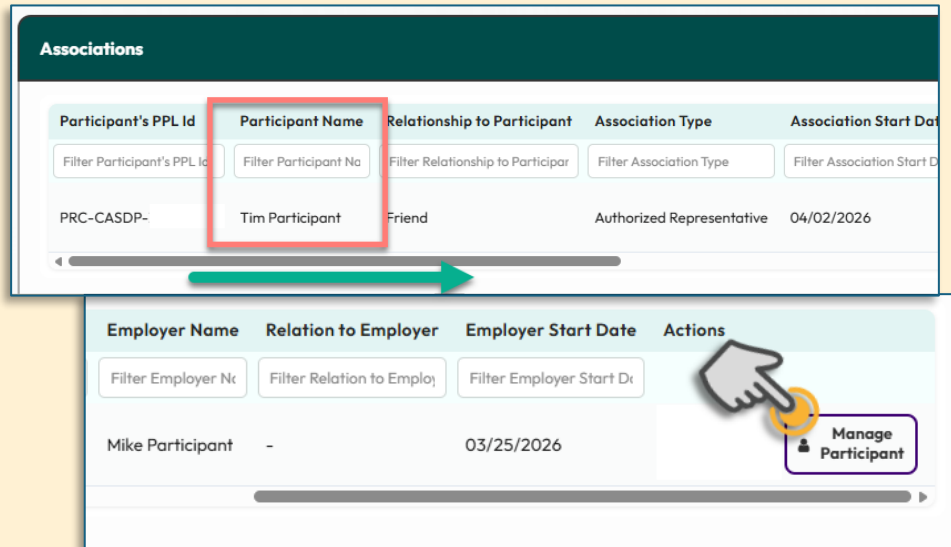 Associations
Participant's PPL Id Participant Name Relationship to Participant Association Type Association Start Dat
Filter Participant's PPL Id Filter Participant Na Filter Relationship to Participar Filter Association Type Filter Association Start D
PRC-CASDP- Tim Participant Friend Authorized Representative 04/02/2026
Employer Name Relation to Employer Employer Start Date Actions
Filter Employer Nc Filter Relation to Employ Filter Employer Start Dc
Mike Participant - 03/25/2026 Manage
Participant